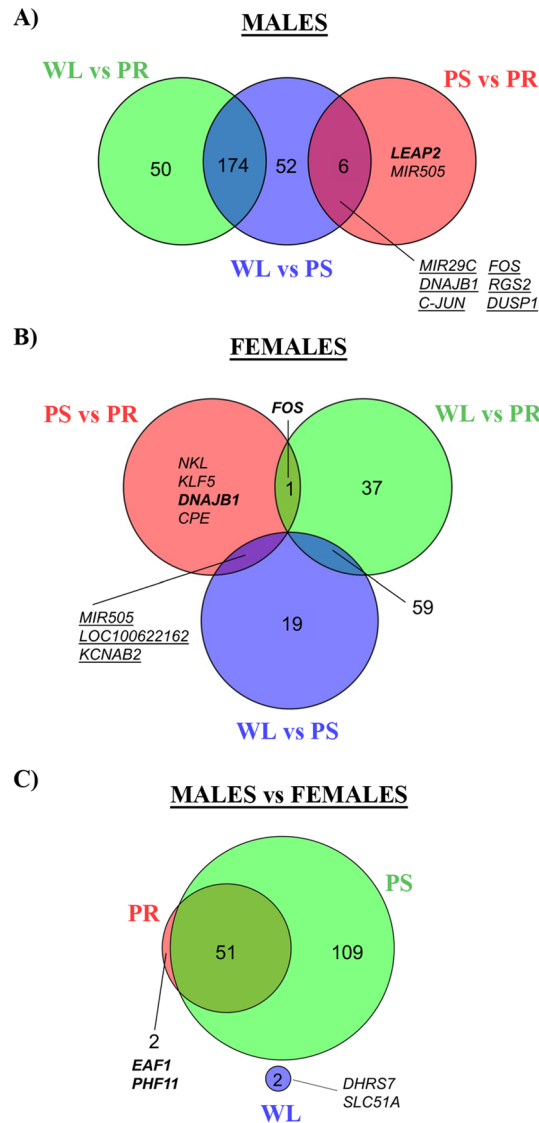 A)
MALES
WL vs PR
PS vs PR
50
174
52
6
LEAP2
MIR505
WL vs PS
MIR29C FOS
DNAJB1 RGS2
C-JUN DUSP1
B)
FEMALES
PS vs PR
FOS
WL vs PR
NKL
KLF5
DNAJB1
CPE
1
37
MIR505
LOC100622162
KCNAB2
59
19
WL vs PS
C)
MALES vs FEMALES
PS
PR
51
109
2
EAF1
PHF11
2
DHRS7
SLC51A
WL